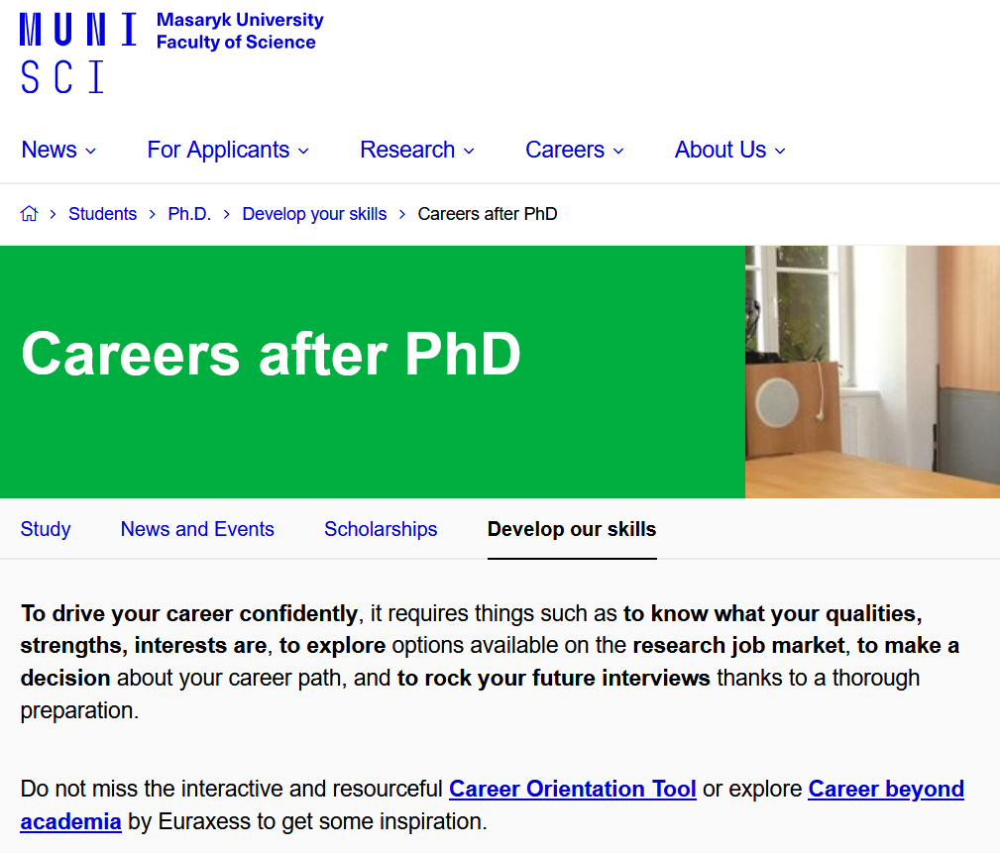 MUNI Masaryk University
SCI Faculty of Science
News For Applicants Research Careers About Us
Students > Ph.D. > Develop your skills > Careers after PhD
Careers after PhD
Study News and Events Scholarships Develop our skills
To drive your career confidently, it requires things such as to know what your qualities,
strengths, interests are, to explore options available on the research job market, to make a
decision about your career path, and to rock your future interviews thanks to a thorough
preparation.
Do not miss the interactive and resourceful Career Orientation Tool or explore Career beyond
academia by Euraxess to get some inspiration.